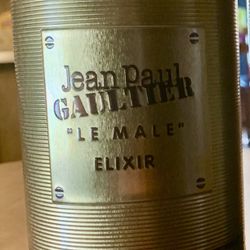 Jean Paul
GAULTIER
"LE MALE"
ELIXIR